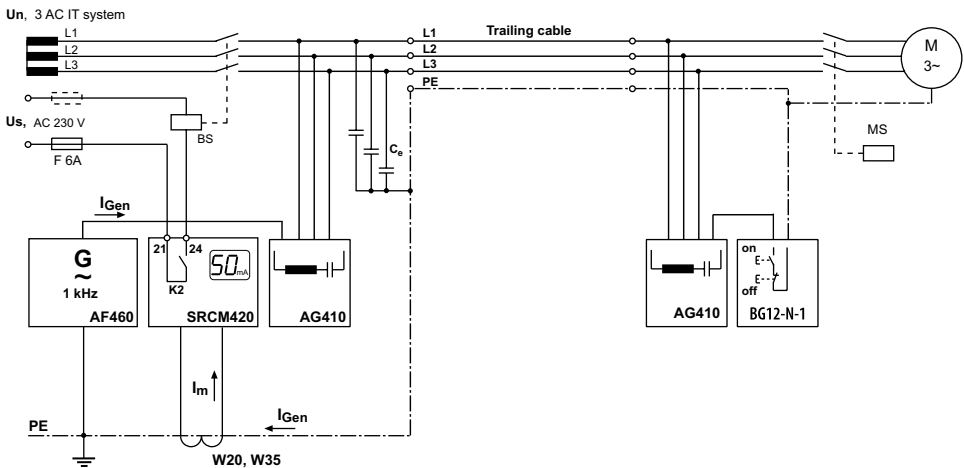 Un, 3 AC IT system
L1
L2
L3
L1
L2
L3
PE
Trailing cable
M
3~
MS
Us, AC 230 V
F 6A
BS
Ce
IGen
G
~
1 kHz
AF460
21
24
K2
50 mA
SRCM420
AG410
AG410
on
E
E
off
BG12-N-1
Im
IGen
PE
W20, W35